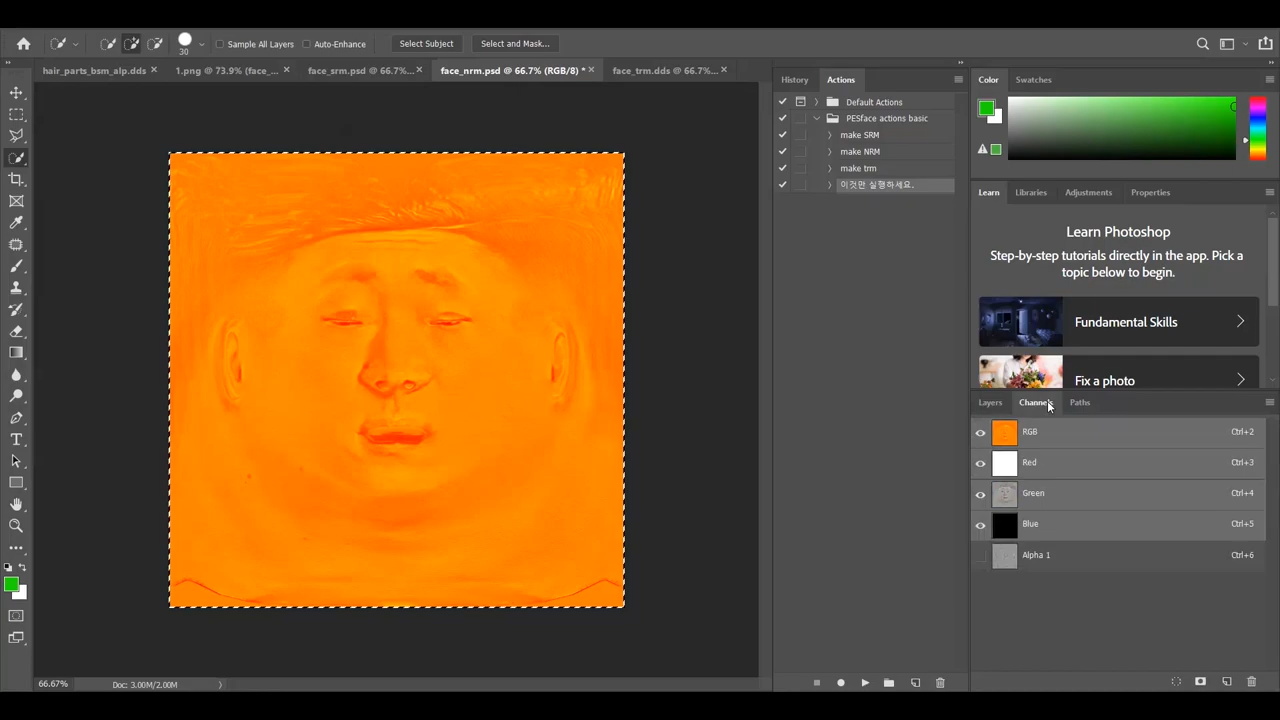 30
Sample All Layers
Auto-Enhance
Select Subject
Select and Mask...
hair_parts_bsm_alp.dds
1.png @ 73.9% (face_...
face_srm.psd @ 66.7%...
face_nrm.psd @ 66.7% (RGB/8) *
face_trm.dds @ 66.7%...
History
Actions
Default Actions
PESface actions basic
make SRM
make NRM
make trm
이것만 실행하세요.
Color
Swatches
Learn
Libraries
Adjustments
Properties
Learn Photoshop
Step-by-step tutorials directly in the app. Pick a
topic below to begin.
Fundamental Skills
Fix a photo
Layers
Channels
Paths
RGB
Ctrl+2
Red
Ctrl+3
Green
Ctrl+4
Blue
Ctrl+5
Alpha 1
Ctrl+6
66.67%
Doc: 3.00M/2.00M